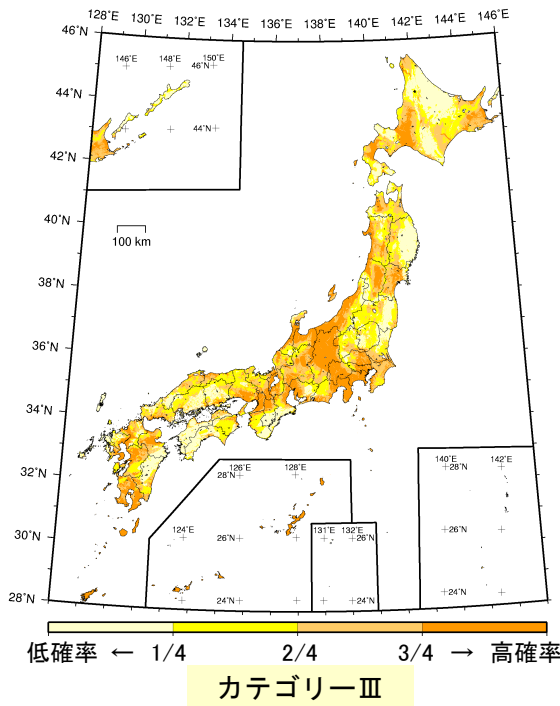 128˚E 130˚E 132˚E 134˚E 136˚E 138˚E 140˚E 142˚E 144˚E 146˚E
46˚N
146˚E 148˚E 150˚E
46˚N
44˚N
44˚N
42˚N
40˚N
100 km
38˚N
36˚N
34˚N
32˚N
126˚E 128˚E
28˚N
140˚E 142˚E
28˚N
30˚N
124˚E
26˚N
131˚E 132˚E
26˚N
26˚N
28˚N
24˚N
24˚N
24˚N
低確率 ← 1/4 2/4 3/4 → 高確率
カテゴリーⅢ